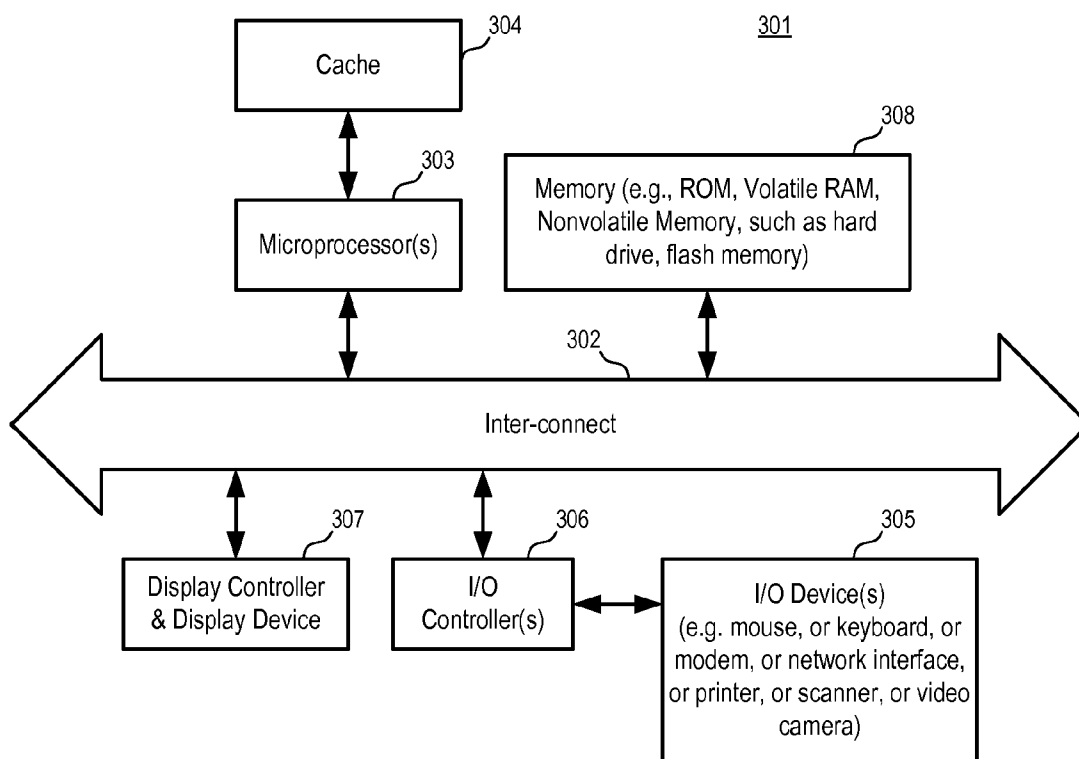 304
301
Cache
303
308
Microprocessor(s)
Memory (e.g., ROM, Volatile RAM,
Nonvolatile Memory, such as hard
drive, flash memory)
302
Inter-connect
307
306
305
Display Controller
& Display Device
I/O
Controller(s)
I/O Device(s)
(e.g. mouse, or keyboard, or
modem, or network interface,
or printer, or scanner, or video
camera)